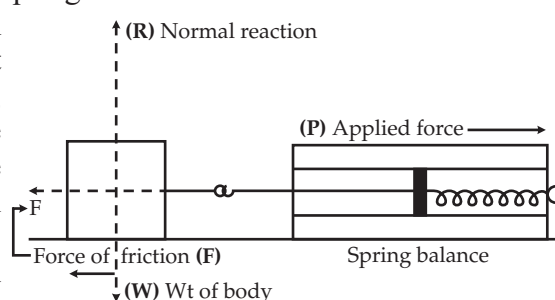 (R) Normal reaction
(P) Applied force
F
Force of friction (F)
Spring balance
(W) Wt of body